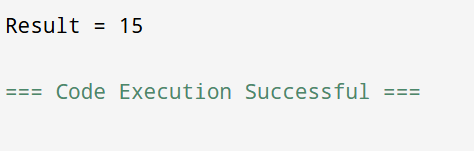 Result = 15
=== Code Execution Successful ===